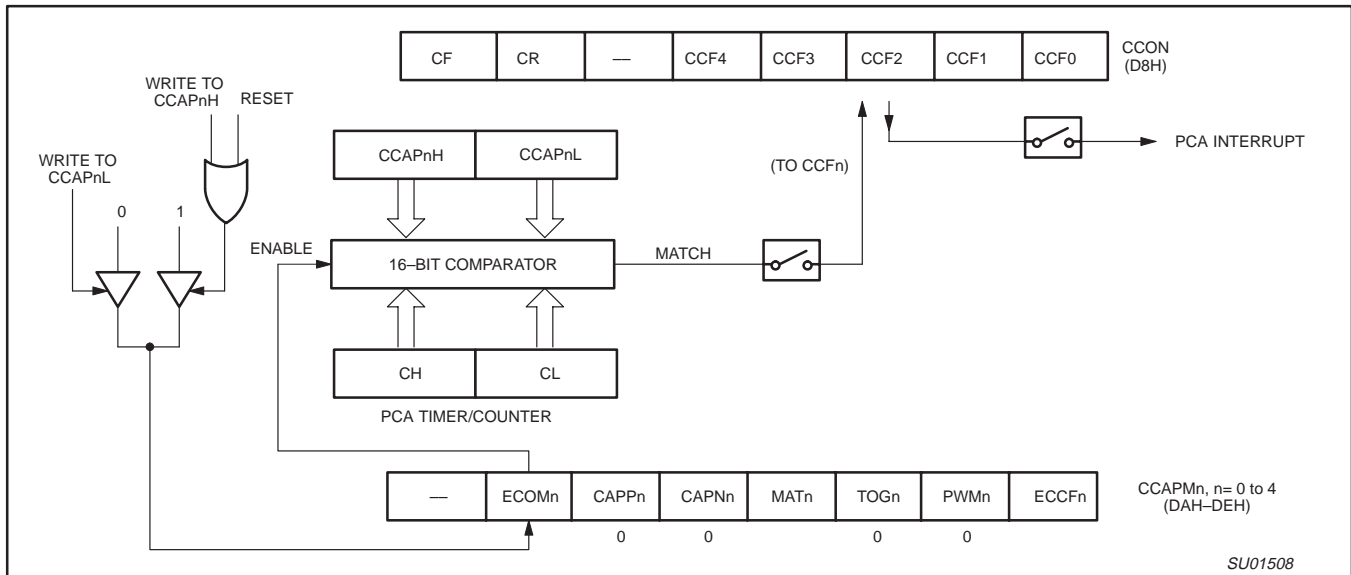 CF CR — CCF4 CCF3 CCF2 CCF1 CCF0
CCON
(D8H)
WRITE TO
CCAPnH
RESET
WRITE TO
CCAPnL
0 1
CCAPnH CCAPnL
(TO CCFn)
PCA INTERRUPT
ENABLE
16–BIT COMPARATOR
MATCH
CH CL
PCA TIMER/COUNTER
— ECOMn CAPPn CAPNn MATn TOGn PWMn ECCFn
CCAPMn, n= 0 to 4
(DAH–DEH)
0 0 0 0
SU01508